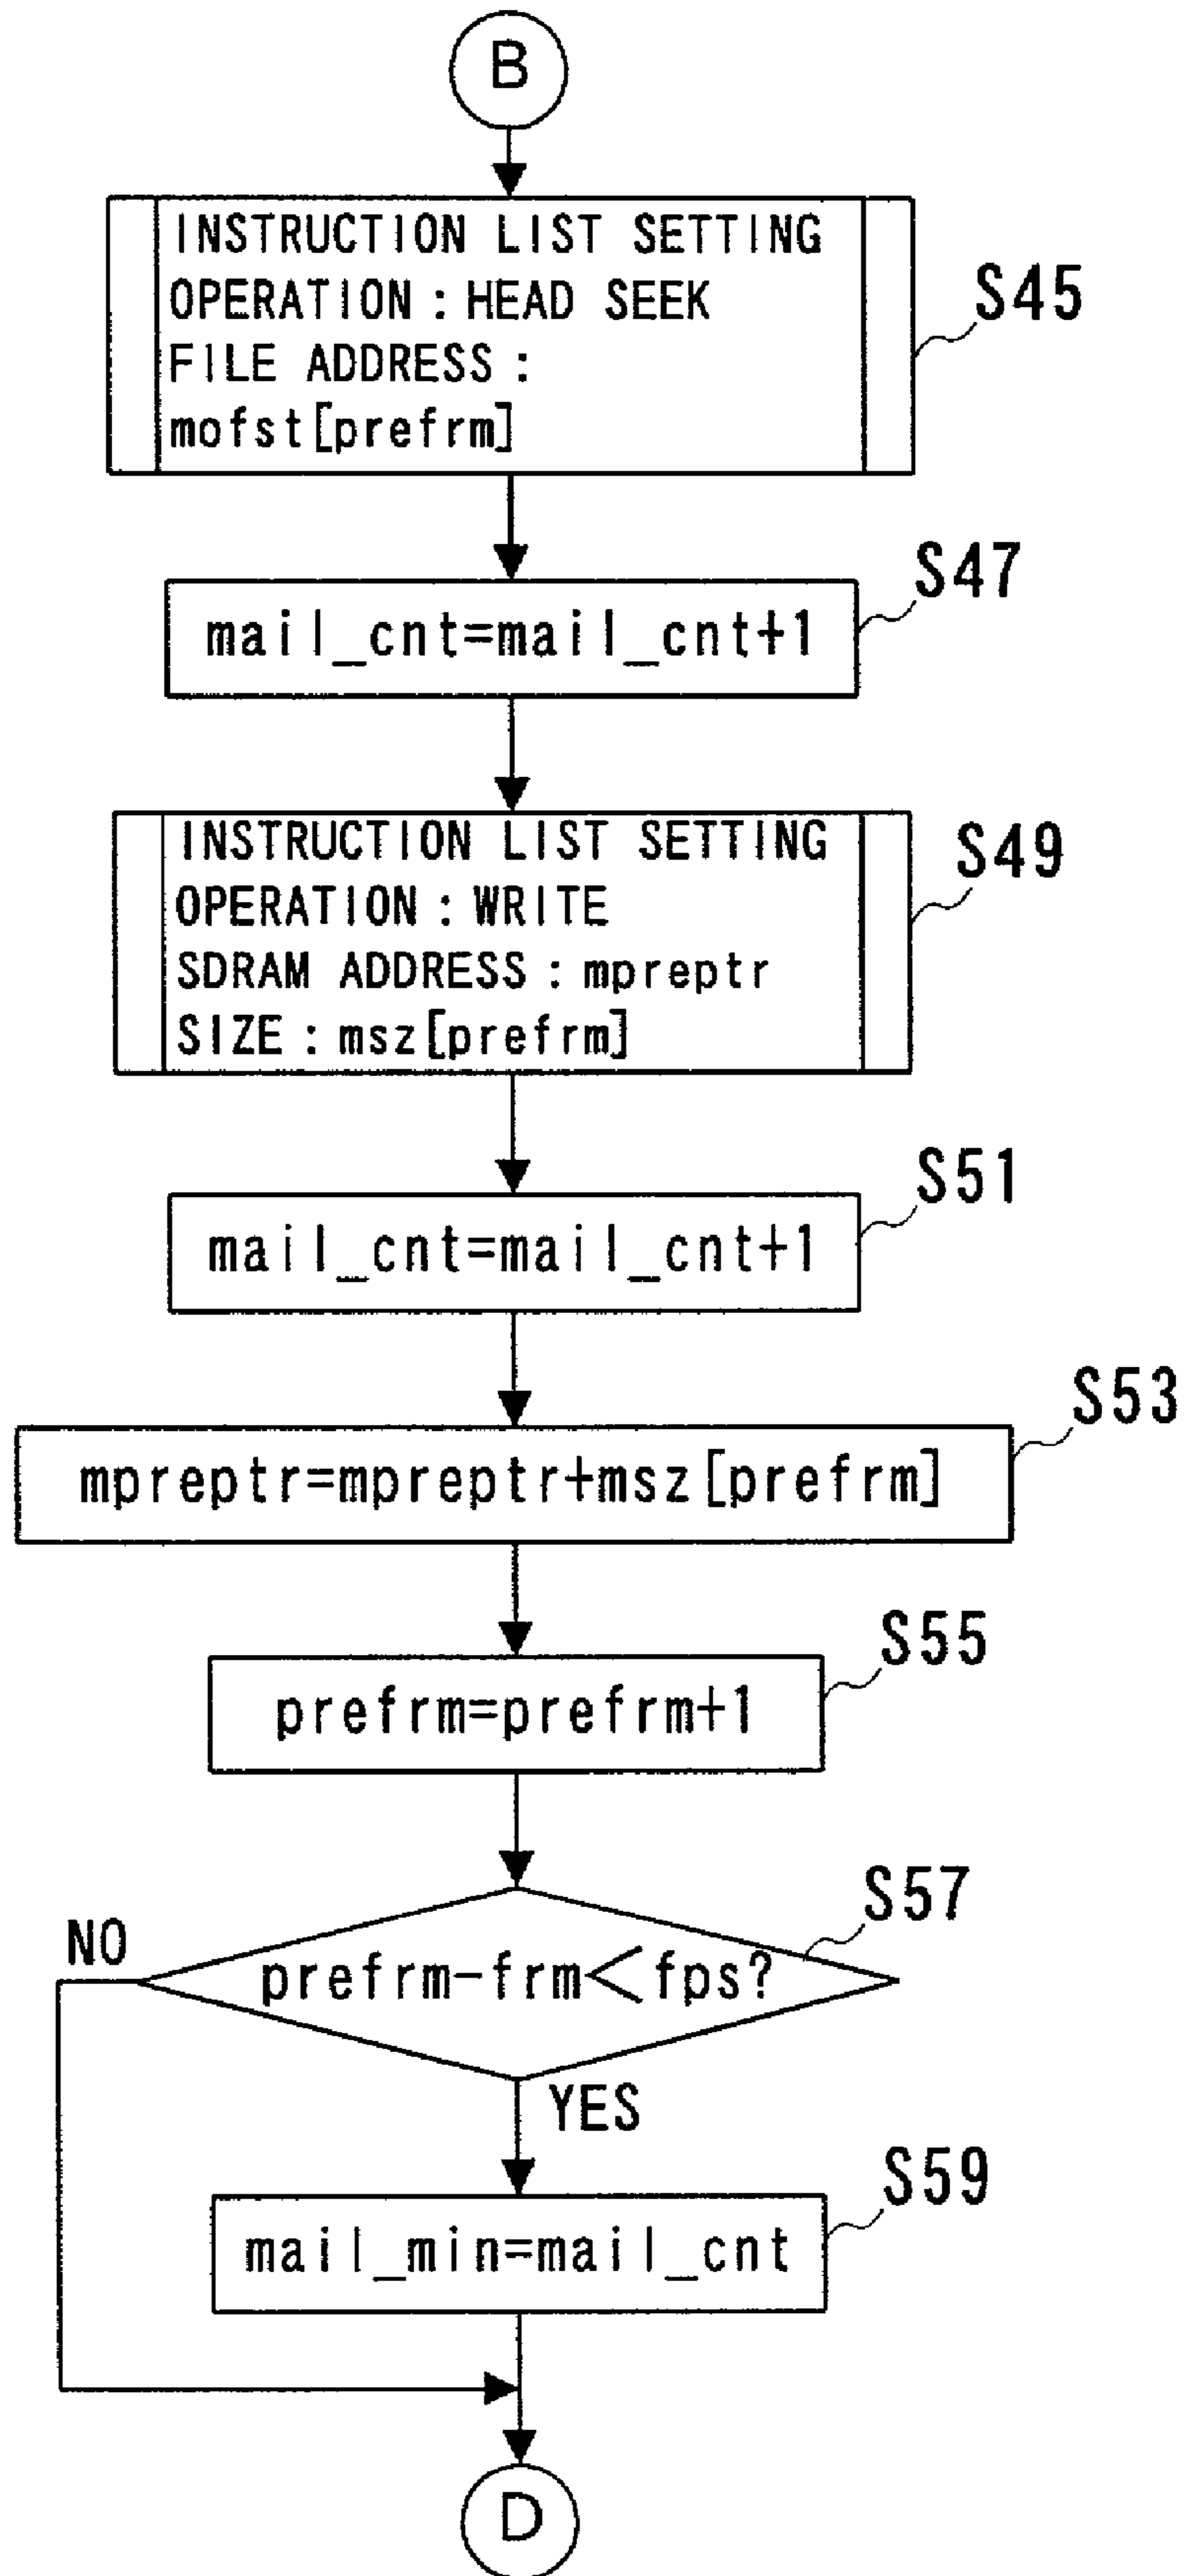 B
INSTRUCTION LIST SETTING
OPERATION : HEAD SEEK
FILE ADDRESS :
mofst[prefrm]
S45
mail_cnt=mail_cnt+1
S47
INSTRUCTION LIST SETTING
OPERATION : WRITE
SDRAM ADDRESS : mpreptr
SIZE : msz[prefrm]
S49
mail_cnt=mail_cnt+1
S51
mpreptr=mpreptr+msz[prefrm]
S53
prefrm=prefrm+1
S55
prefrm-frm<fps?
S57
NO
YES
mail_min=mail_cnt
S59
D